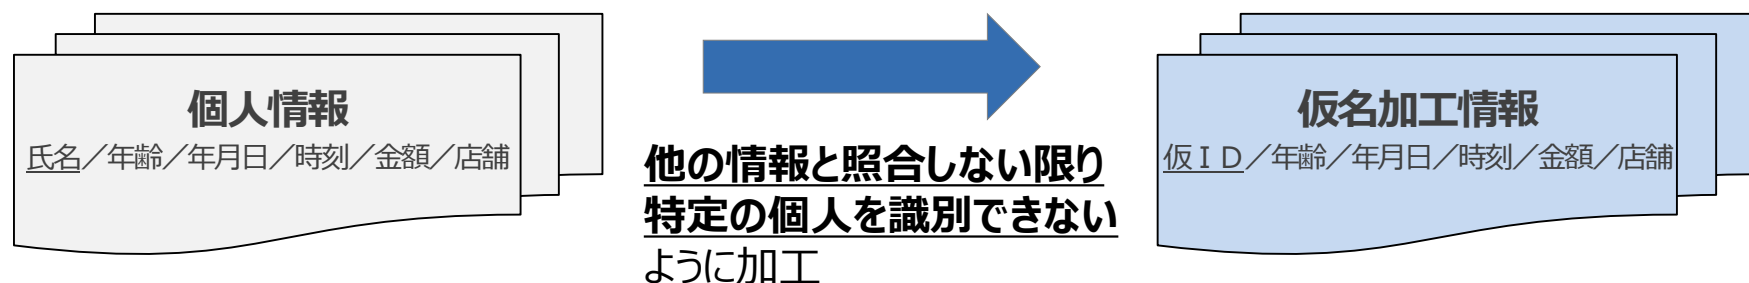 個人情報
氏名／年齢／年月日／時刻／金額／店舗
他の情報と照合しない限り
特定の個人を識別できない
ように加工
仮名加工情報
仮ＩＤ／年齢／年月日／時刻／金額／店舗